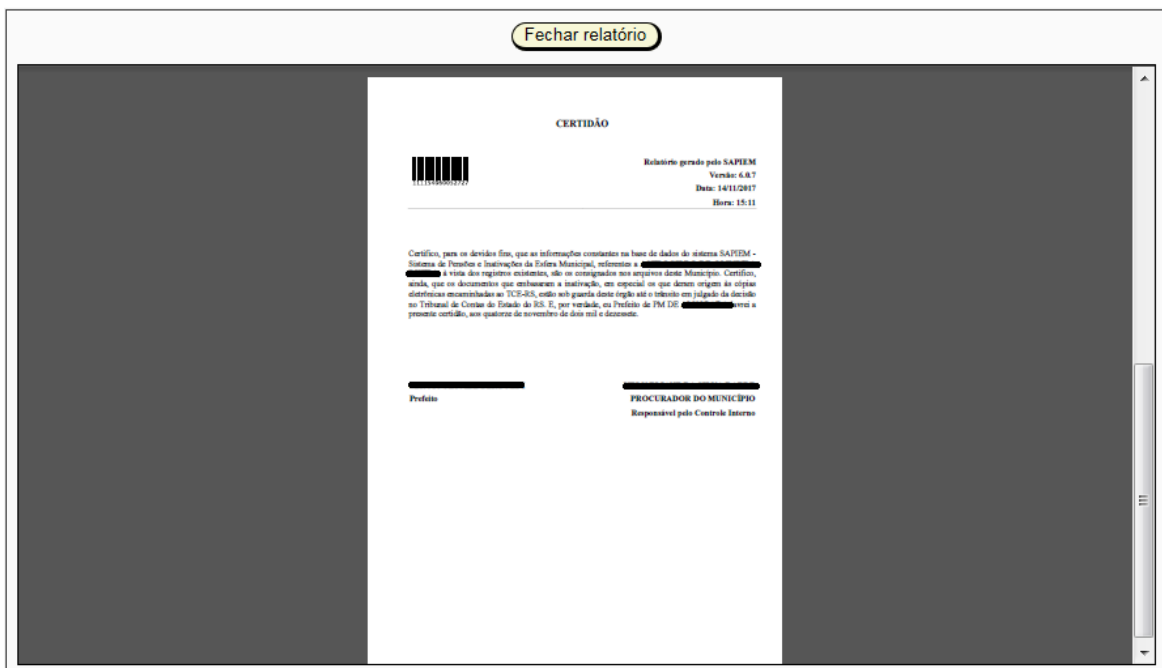 Fechar relatório
CERTIDÃO
Relatório gerado pelo SAPIEM
Versão: 6.0.7
Data: 14/11/2017
Hora: 15:11
Certifico, para os devidos fins, que as informações constantes na base de dados do sistema SAPIEM -
Sistema de Pensões e Inativações da Esfera Municipal, referentes a
à vista dos registros existentes, são os consignados nos arquivos deste Município. Certifico,
ainda, que os documentos que embasaram a inativação, em especial os que deram origem às cópias
eletrônicas encaminhadas ao TCE-RS, estão sob guarda deste órgão até o trânsito em julgado da decisão
no Tribunal de Contas do Estado do RS. E, por verdade, eu Prefeito de PM DE avrei a
presente certidão, aos quatorze de novembro de dois mil e dezessete.
Prefeito
PROCURADOR DO MUNICÍPIO
Responsável pelo Controle Interno